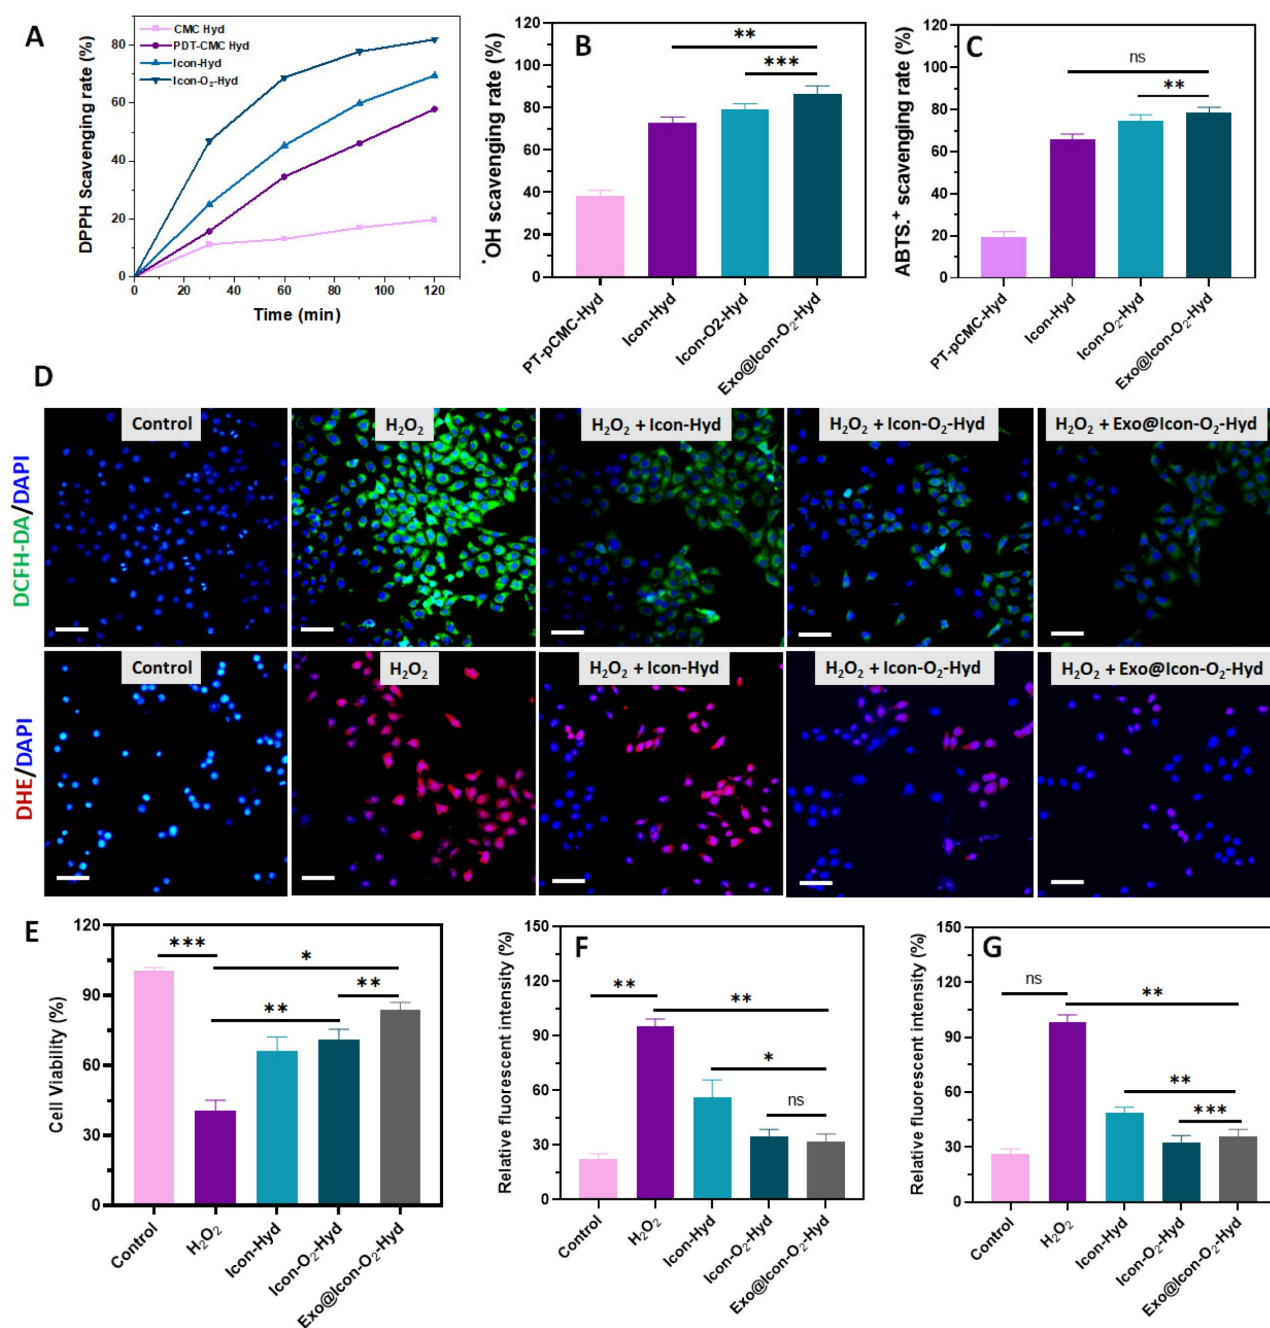 A
DPPH Scavenging rate (%)
80
60
40
20
0
CMC Hyd
PDT-CMC Hyd
Icon-Hyd
Icon-O₂-Hyd
0 20 40 60 80 100 120
Time (min)
B
˙OH scavenging rate (%)
120
100
80
60
40
20
0
**
***
PT-pCMC-Hyd
Icon-Hyd
Icon-O2-Hyd
Exo@Icon-O₂-Hyd
C
ABTS.⁺ scavenging rate (%)
120
100
80
60
40
20
0
ns
**
PT-pCMC-Hyd
Icon-Hyd
Icon-O₂-Hyd
Exo@Icon-O₂-Hyd
D
DCFH-DA/DAPI
Control
H₂O₂
H₂O₂ + Icon-Hyd
H₂O₂ + Icon-O₂-Hyd
H₂O₂ + Exo@Icon-O₂-Hyd
DHE/DAPI
Control
H₂O₂
H₂O₂ + Icon-Hyd
H₂O₂ + Icon-O₂-Hyd
H₂O₂ + Exo@Icon-O₂-Hyd
E
Cell Viability (%)
120
90
60
30
0
***
*
**
**
Control
H₂O₂
Icon-Hyd
Icon-O₂-Hyd
Exo@Icon-O₂-Hyd
F
Relative fluorescent intensity (%)
150
120
90
60
30
0
**
**
*
ns
Control
H₂O₂
Icon-Hyd
Icon-O₂-Hyd
Exo@Icon-O₂-Hyd
G
Relative fluorescent intensity (%)
150
120
90
60
30
0
ns
**
**
***
Control
H₂O₂
Icon-Hyd
Icon-O₂-Hyd
Exo@Icon-O₂-Hyd